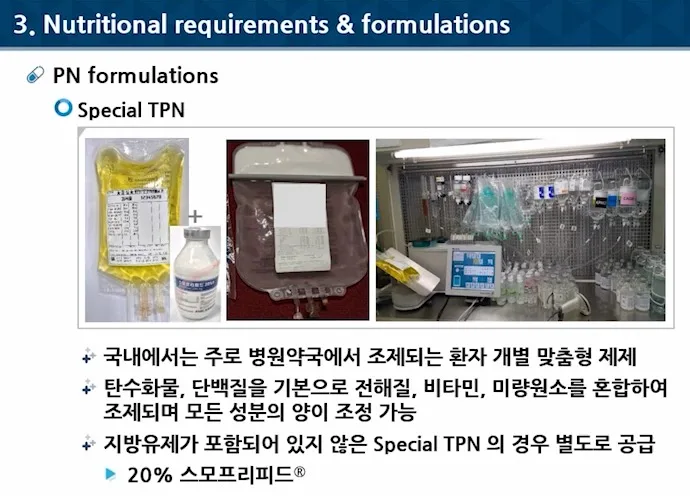 3. Nutritional requirements & formulations
PN formulations
Special TPN
+
국내에서는 주로 병원약국에서 조제되는 환자 개별 맞춤형 제제
탄수화물, 단백질을 기본으로 전해질, 비타민, 미량원소를 혼합하여
조제되며 모든 성분의 양이 조정 가능
지방유제가 포함되어 있지 않은 Special TPN 의 경우 별도로 공급
20% 스모프리피드®